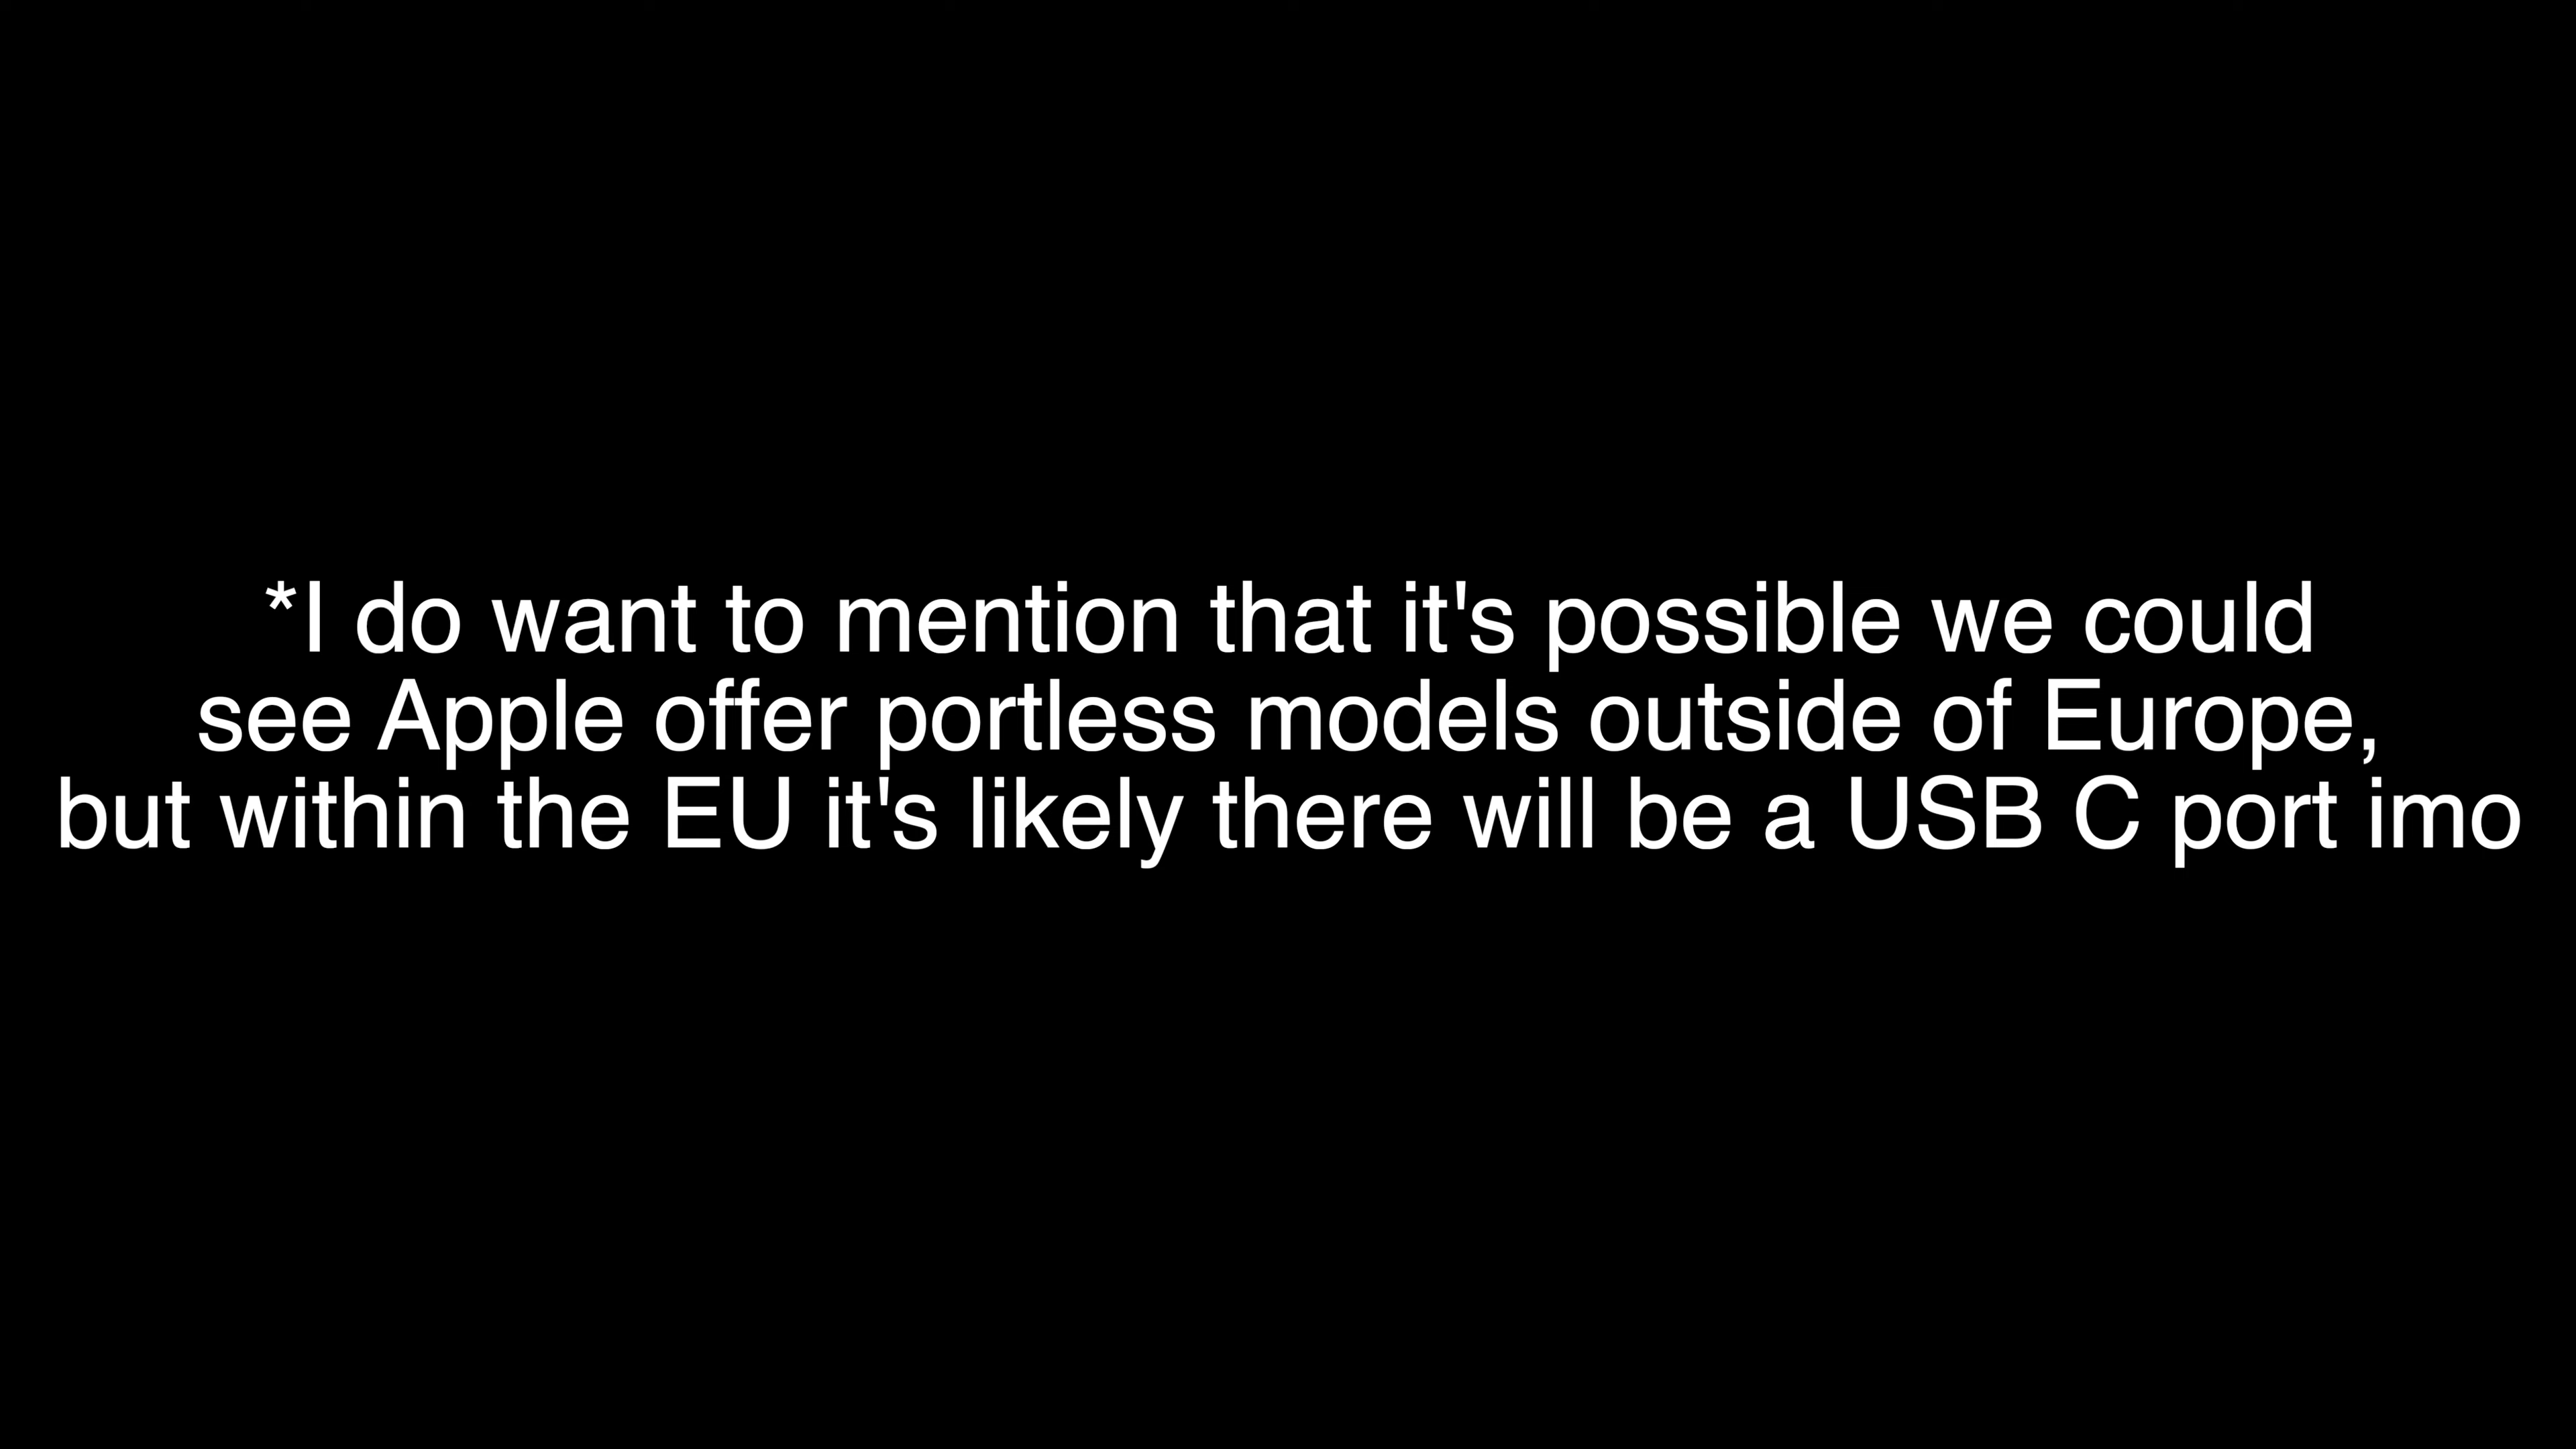 *I do want to mention that it's possible we could
see Apple offer portless models outside of Europe,
but within the EU it's likely there will be a USB C port imo